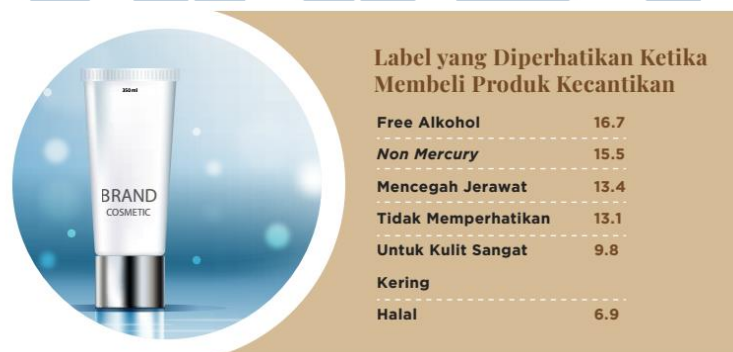 350ml
BRAND
COSMETIC
Label yang Diperhatikan Ketika
Membeli Produk Kecantikan
Free Alkohol 16.7
Non Mercury 15.5
Mencegah Jerawat 13.4
Tidak Memperhatikan 13.1
Untuk Kulit Sangat 9.8
Kering
Halal 6.9